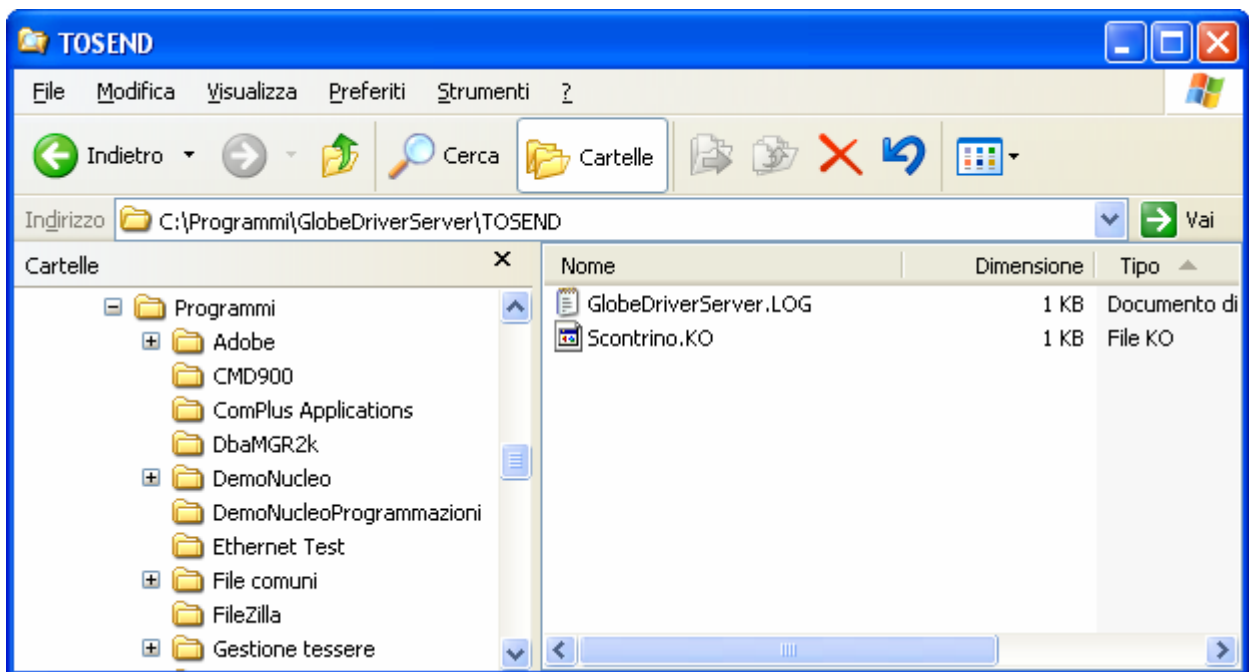 TOSEND
File Modifica Visualizza Preferiti Strumenti ?
Indietro Cerca Cartelle
Indirizzo C:\Programmi\GlobeDriverServer\TOSEND Vai
Cartelle
Programmi
Adobe
CMD900
ComPlus Applications
DbaMGR2k
DemoNucleo
DemoNucleoProgrammazioni
Ethernet Test
File comuni
FileZilla
Gestione tessere
Nome Dimensione Tipo
GlobeDriverServer.LOG 1 KB Documento di
Scontrino.KO 1 KB File KO